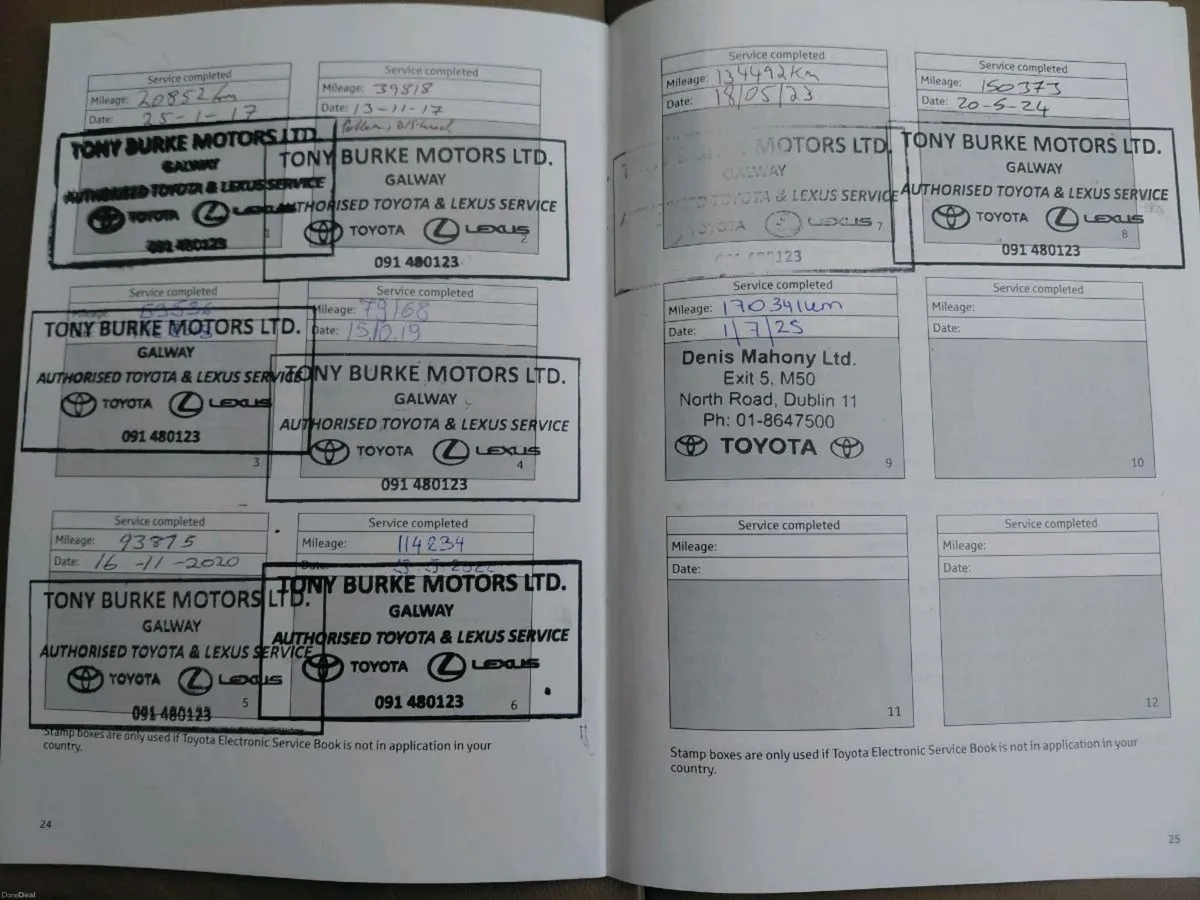 Service completed
Mileage: 20852km
Date: 25-1-17
TONY BURKE MOTORS LTD.
GALWAY
AUTHORISED TOYOTA & LEXUS SERVICE
TOYOTA LEXUS
091 480123
1
Service completed
Mileage: 39818
Date: 13-11-17
Pollen,
TONY BURKE MOTORS LTD.
GALWAY
AUTHORISED TOYOTA & LEXUS SERVICE
TOYOTA LEXUS
2
091 480123
Service completed
Mileage:
TONY BURKE MOTORS LTD.
GALWAY
AUTHORISED TOYOTA & LEXUS SERVICE
TOYOTA LEXUS
091 480123
3
Service completed
Mileage: 79168
Date: 15.10.19
TONY BURKE MOTORS LTD.
GALWAY
AUTHORISED TOYOTA & LEXUS SERVICE
TOYOTA LEXUS
4
091 480123
Service completed
Mileage: 93875
Date: 16-11-2020
TONY BURKE MOTORS LTD.
GALWAY
AUTHORISED TOYOTA & LEXUS SERVICE
TOYOTA LEXUS
5
091 480123
Service completed
Mileage: 114234
Date:
TONY BURKE MOTORS LTD.
GALWAY
AUTHORISED TOYOTA & LEXUS SERVICE
TOYOTA LEXUS
091 480123
6
Stamp boxes are only used if Toyota Electronic Service Book is not in application in your
country.
24
Service completed
Mileage: 134492Km
Date: 18/05/23
MOTORS LTD.
GALWAY
TOYOTA & LEXUS SERVICE
TOYOTA LEXUS
7
123
Service completed
Mileage: 150373
Date: 20-5-24
TONY BURKE MOTORS LTD.
GALWAY
AUTHORISED TOYOTA & LEXUS SERVICE
TOYOTA LEXUS
8
091 480123
Service completed
Mileage: 170341km
Date: 1/7/25
Denis Mahony Ltd.
Exit 5, M50
North Road, Dublin 11
Ph: 01-8647500
TOYOTA
9
Service completed
Mileage:
Date:
10
Service completed
Mileage:
Date:
11
Service completed
Mileage:
Date:
12
Stamp boxes are only used if Toyota Electronic Service Book is not in application in your
country.
25
DoneDeal